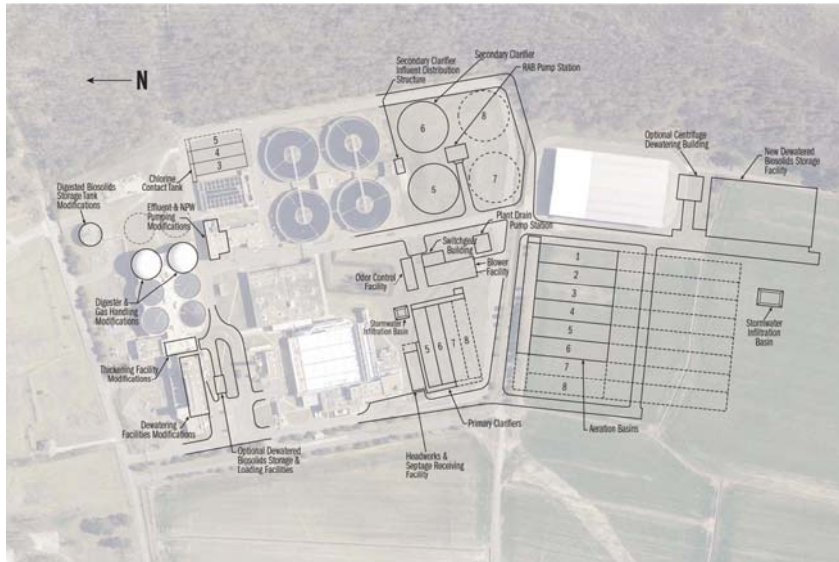 N
Secondary Clarifier
Influent Distribution
Structure
Secondary Clarifier
RAB Pump Station
6
8
5
7
5
4
3
Chlorine
Contact Tank
Optional Centrifuge
Dewatering Building
New Dewatered
Biosolids Storage
Facility
Digested Biosolids
Storage Tank
Modifications
Effluent & NPW
Pumping
Modifications
Plant Drain
Pump Station
Switchgear
Building
Blower
Facility
Odor Control
Facility
Digester &
Gas Handling
Modifications
Stormwater
Infiltration Basin
5
6
7
8
1
2
3
4
5
6
7
8
Stormwater
Infiltration
Basin
Thickening Facility
Modifications
Dewatering
Facilities Modifications
Optional Dewatered
Biosolids Storage &
Loading Facilities
Primary Clarifiers
Headworks &
Septage Receiving
Facility
Aeration Basins